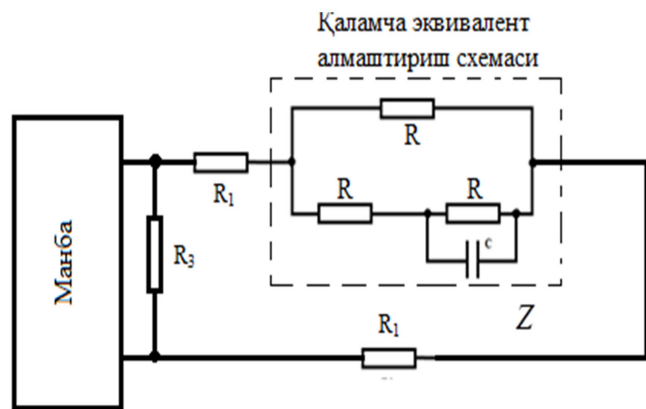 Қаламча эквивалент
алмаштириш схемаси
R
R₁
R
R
c
Манба
R₃
Z
R₁